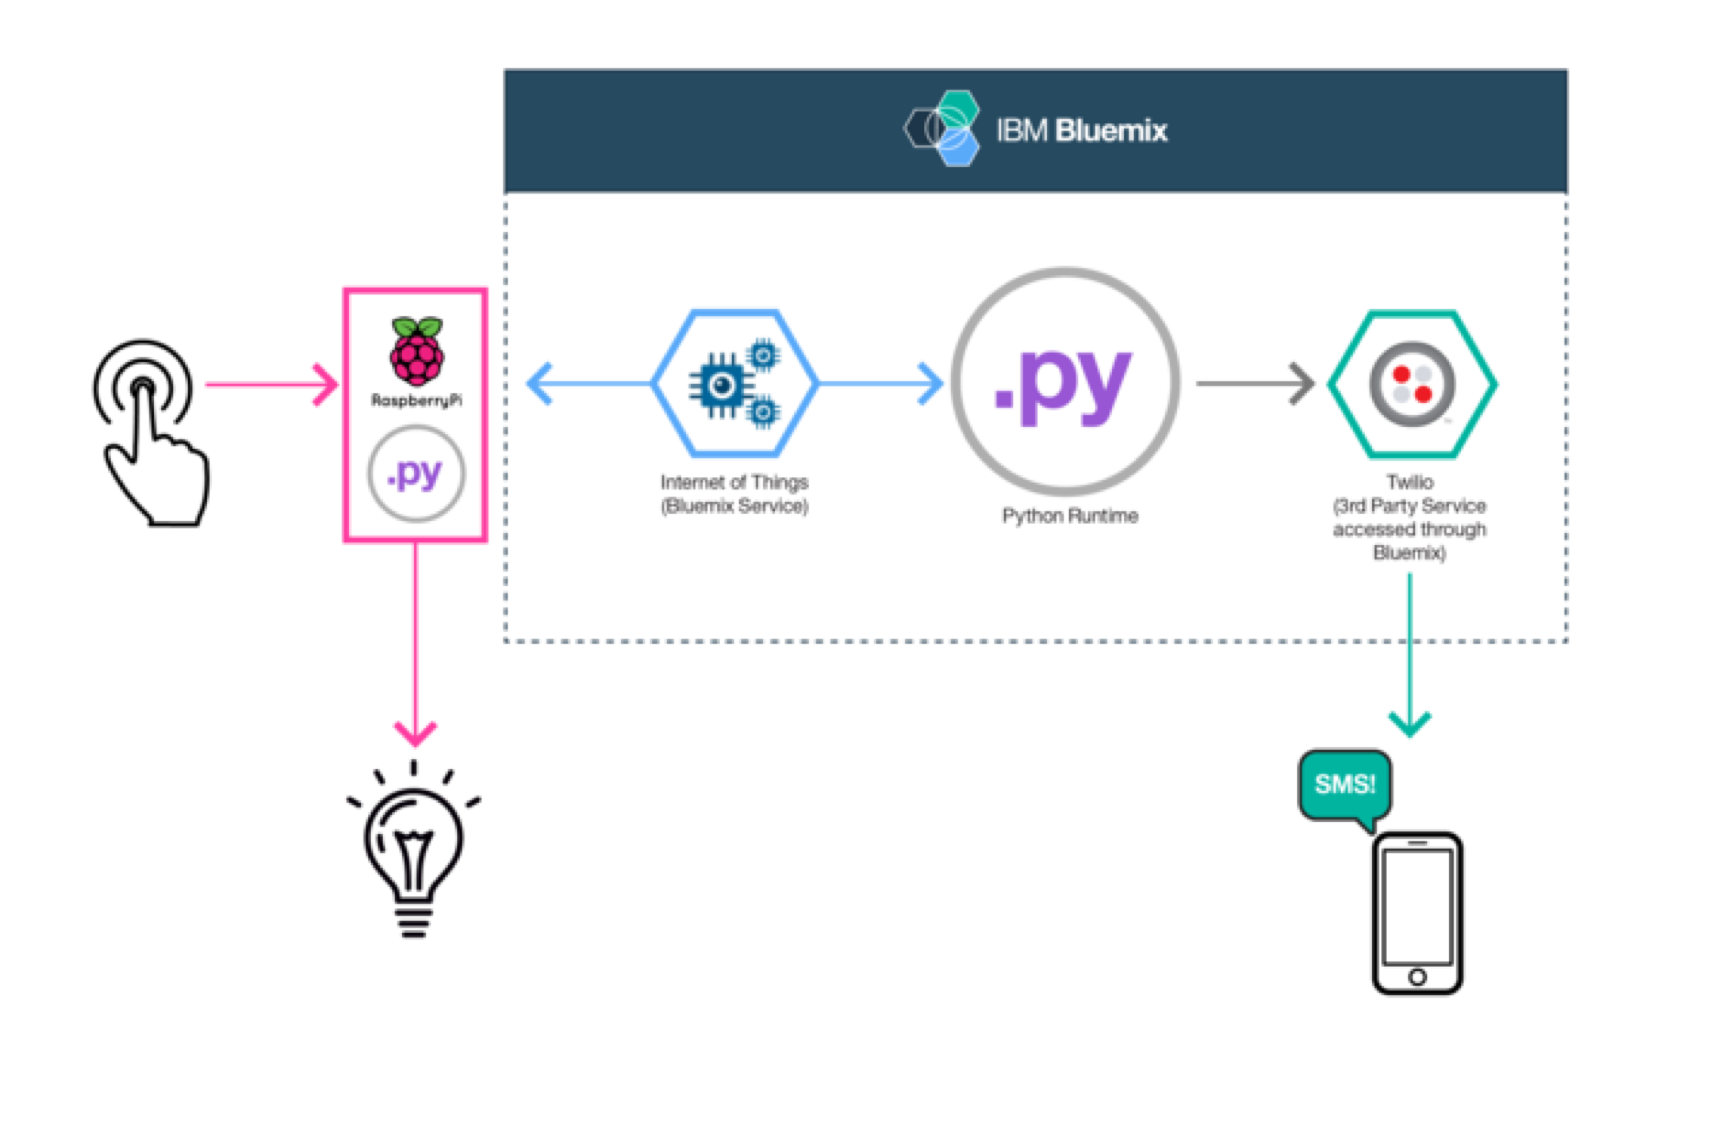 IBM Bluemix
RaspberryPi
.py
Internet of Things
(Bluemix Service)
.py
Python Runtime
Twilio
(3rd Party Service
accessed through
Bluemix)
SMS!